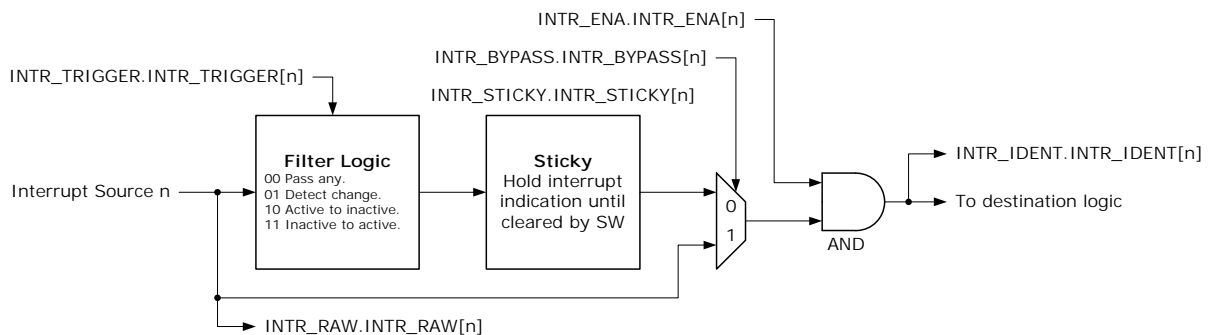 INTR_ENA.INTR_ENA[n]
INTR_BYPASS.INTR_BYPASS[n]
INTR_TRIGGER.INTR_TRIGGER[n]
INTR_STICKY.INTR_STICKY[n]
Filter Logic
00 Pass any.
01 Detect change.
10 Active to inactive.
11 Inactive to active.
Sticky
Hold interrupt
indication until
cleared by SW
Interrupt Source n
0
1
AND
INTR_IDENT.INTR_IDENT[n]
To destination logic
INTR_RAW.INTR_RAW[n]